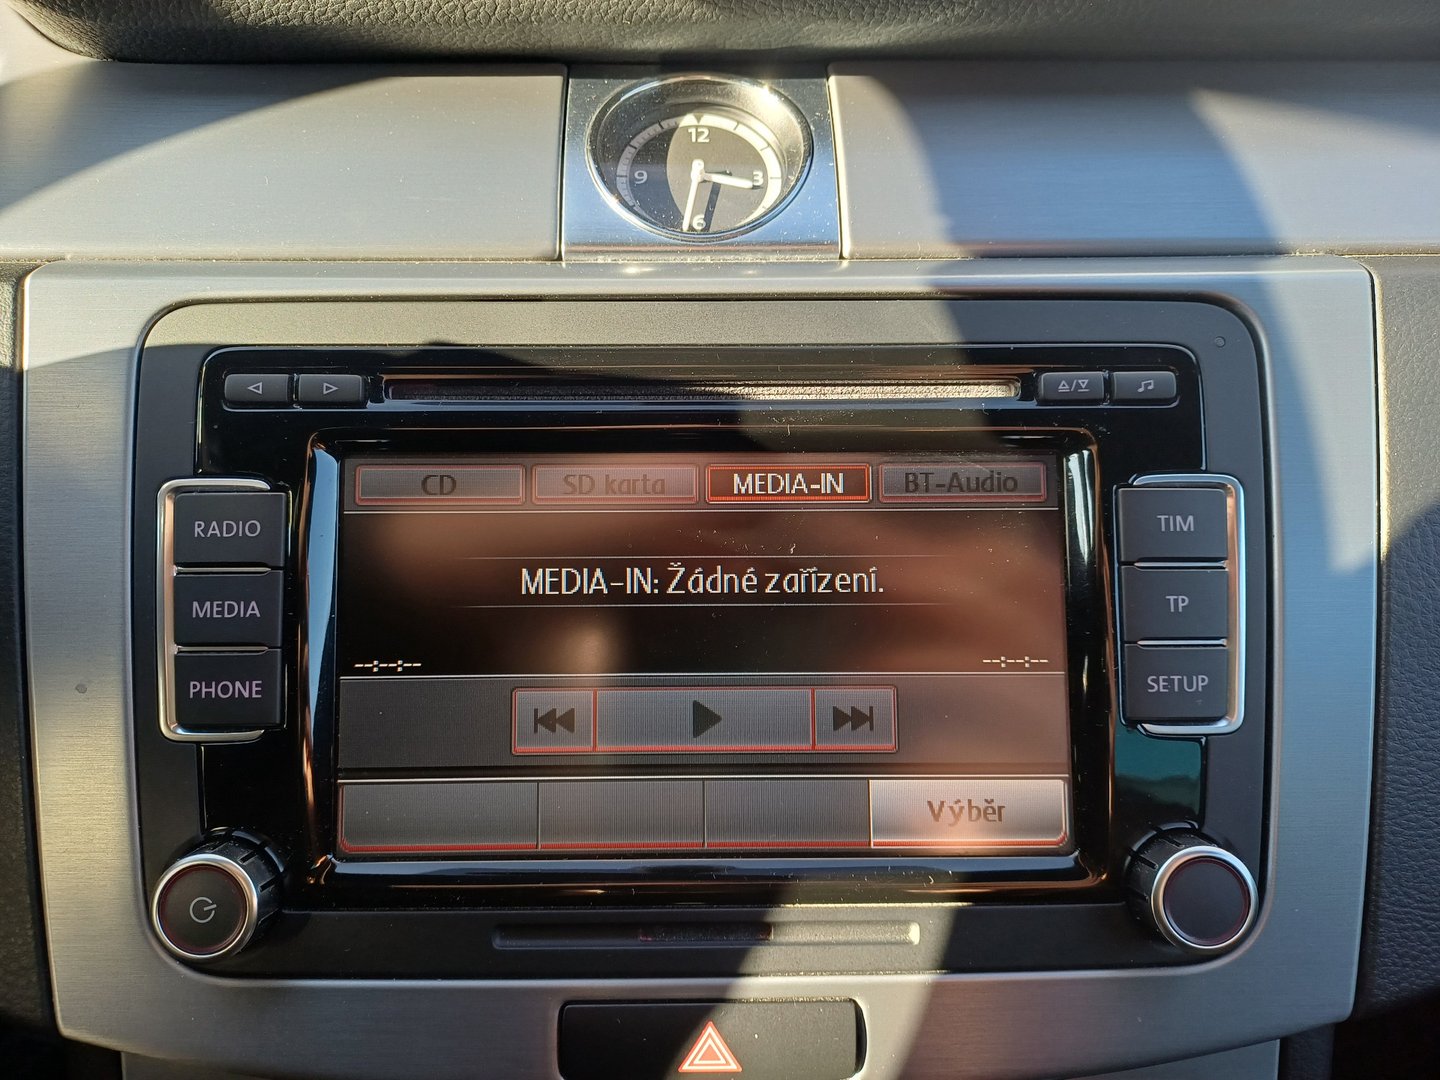 12
9
3
6
CD
SD karta
MEDIA-IN
BT-Audio
RADIO
MEDIA
PHONE
MEDIA-IN: Žádné zařízení.
--:--:--
--:--:--
Výběr
TIM
TP
SETUP